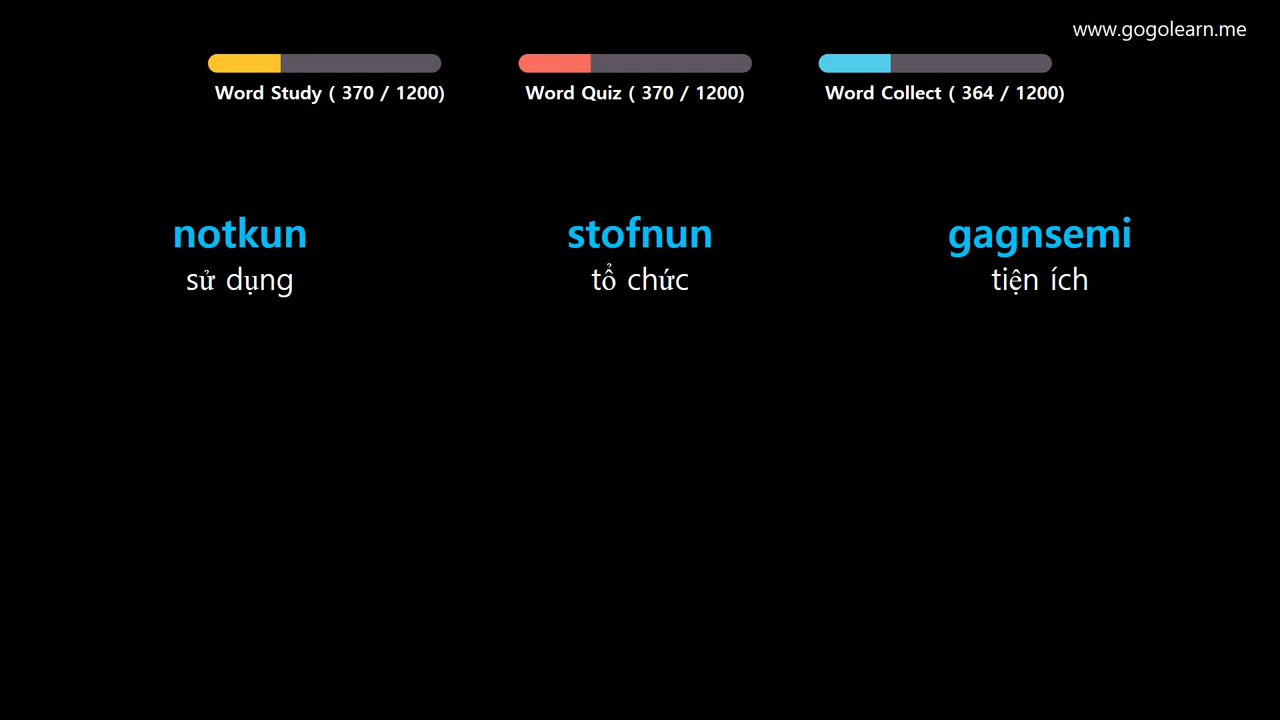 www.gogolearn.me
Word Study ( 370 / 1200)
Word Quiz ( 370 / 1200)
Word Collect ( 364 / 1200)
notkun
sử dụng
stofnun
tổ chức
gagnsemi
tiện ích